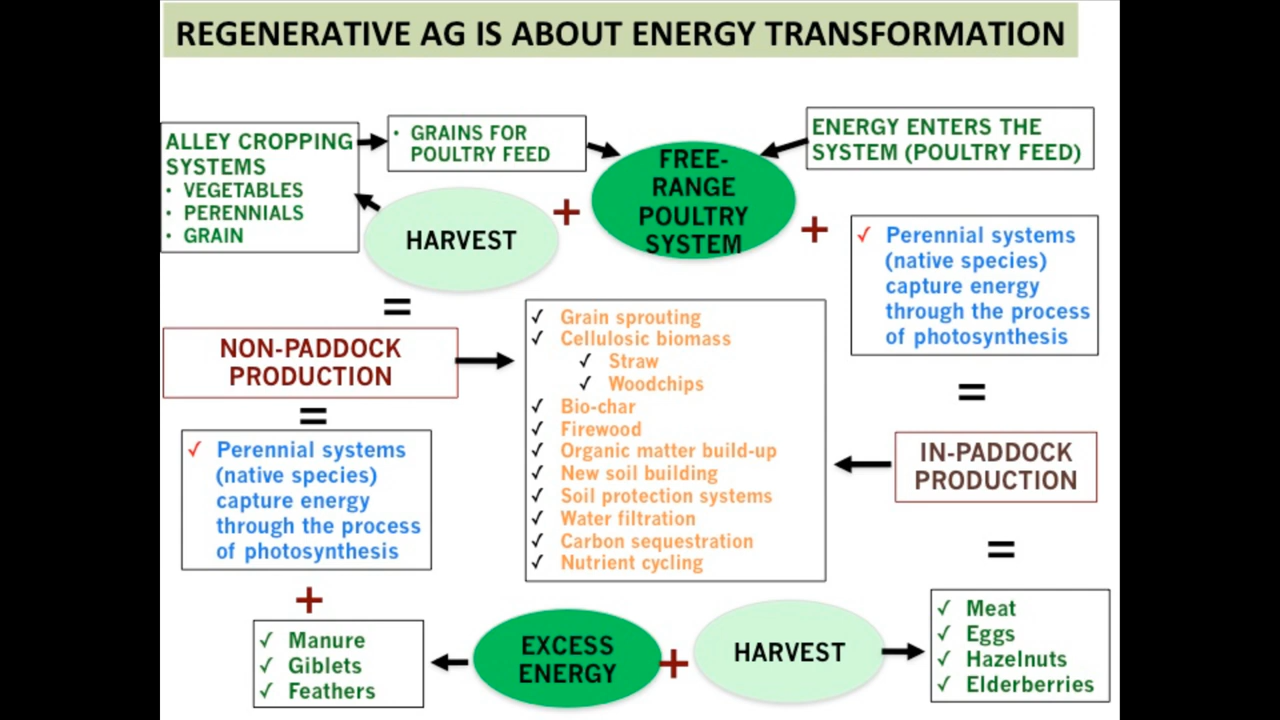 REGENERATIVE AG IS ABOUT ENERGY TRANSFORMATION
ALLEY CROPPING
SYSTEMS
• VEGETABLES
• PERENNIALS
• GRAIN
• GRAINS FOR
POULTRY FEED
FREE-
RANGE
POULTRY
SYSTEM
ENERGY ENTERS THE
SYSTEM (POULTRY FEED)
HARVEST
+
+
✓ Perennial systems
(native species)
capture energy
through the process
of photosynthesis
=
NON-PADDOCK
PRODUCTION
=
✓ Grain sprouting
✓ Cellulosic biomass
✓ Straw
✓ Woodchips
✓ Bio-char
✓ Firewood
✓ Organic matter build-up
✓ New soil building
✓ Soil protection systems
✓ Water filtration
✓ Carbon sequestration
✓ Nutrient cycling
=
IN-PADDOCK
PRODUCTION
=
✓ Perennial systems
(native species)
capture energy
through the process
of photosynthesis
+
✓ Manure
✓ Giblets
✓ Feathers
EXCESS
ENERGY
+
HARVEST
✓ Meat
✓ Eggs
✓ Hazelnuts
✓ Elderberries